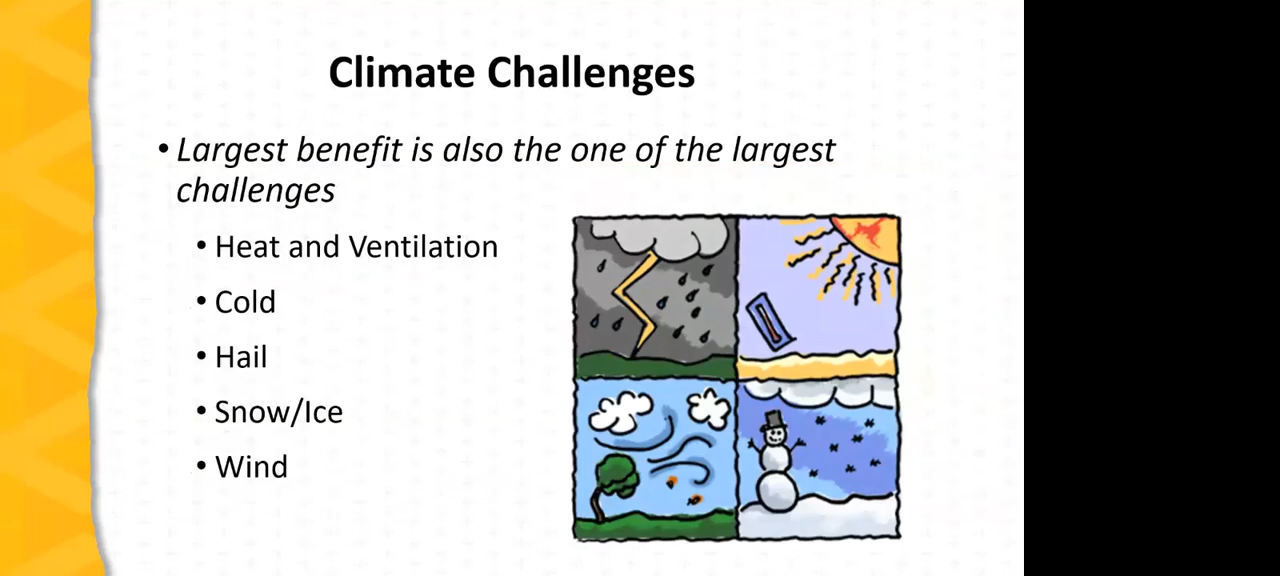 Climate Challenges
• Largest benefit is also the one of the largest
challenges
• Heat and Ventilation
• Cold
• Hail
• Snow/Ice
• Wind